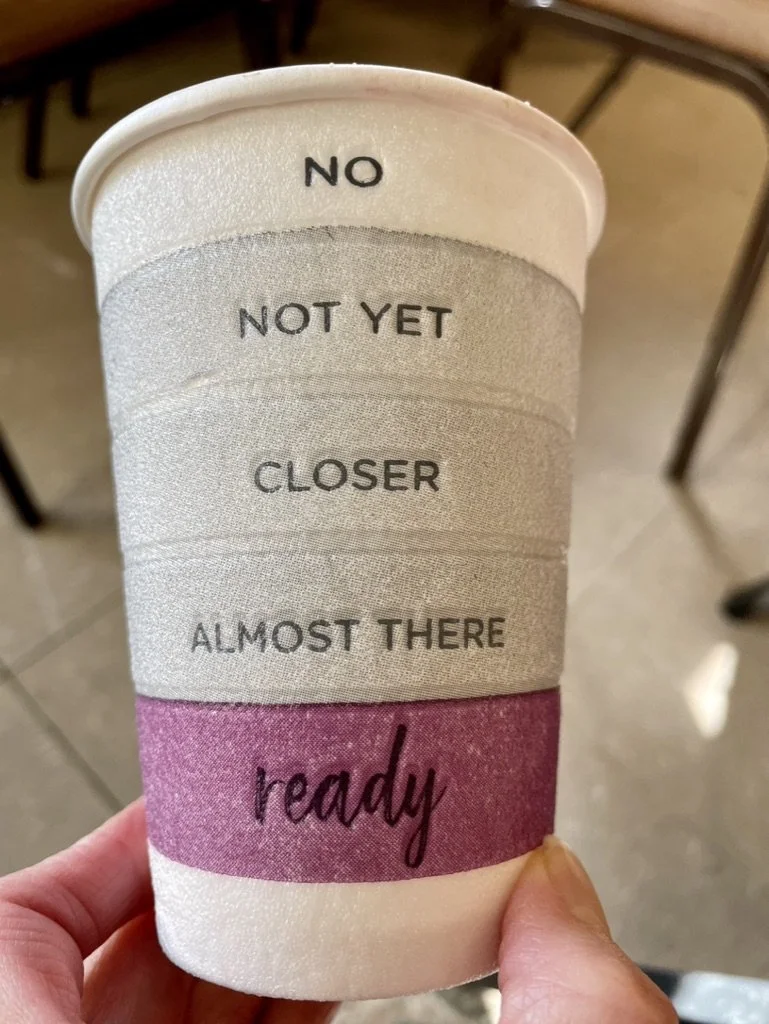 NO
NOT YET
CLOSER
ALMOST THERE
ready